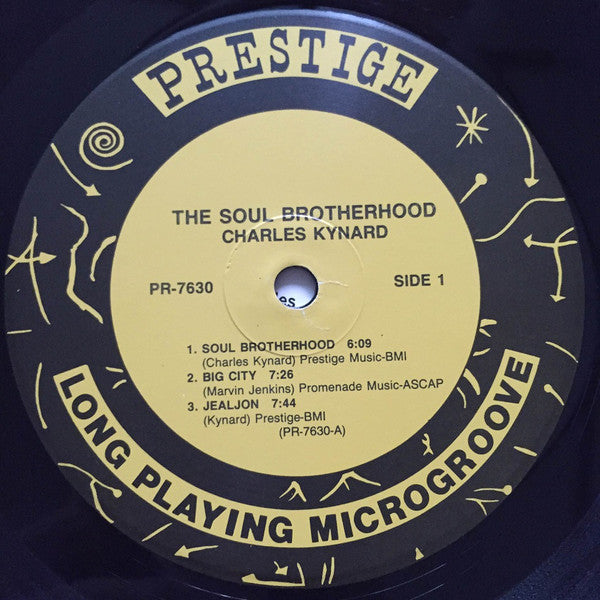 PRESTIGE
THE SOUL BROTHERHOOD
CHARLES KYNARD
PR-7630
SIDE 1
es
1. SOUL BROTHERHOOD 6:09
(Charles Kynard) Prestige Music-BMI
2. BIG CITY 7:26
(Marvin Jenkins) Promenade Music-ASCAP
3. JEALJON 7:44
(Kynard) Prestige-BMI
(PR-7630-A)
LONG PLAYING MICROGROOVE